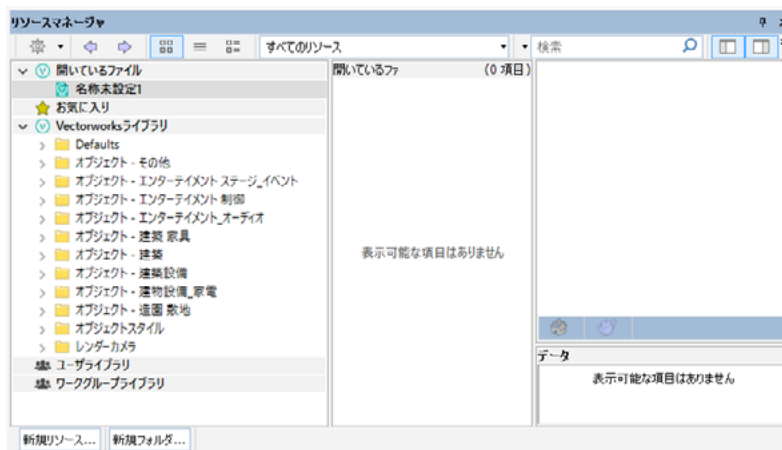 リソースマネージャ
すべてのリソース
検索
開いているファイル
名称未設定1
お気に入り
Vectorworksライブラリ
Defaults
オブジェクト - その他
オブジェクト - エンターテイメント ステージ_イベント
オブジェクト - エンターテイメント 制御
オブジェクト - エンターテイメント_オーディオ
オブジェクト - 建築 家具
オブジェクト - 建築
オブジェクト - 建築設備
オブジェクト - 建物設備_家電
オブジェクト - 造園 敷地
オブジェクトスタイル
レンダーカメラ
ユーザライブラリ
ワークグループライブラリ
開いているファ (0 項目)
表示可能な項目はありません
データ
表示可能な項目はありません
新規リソース... 新規フォルダ...